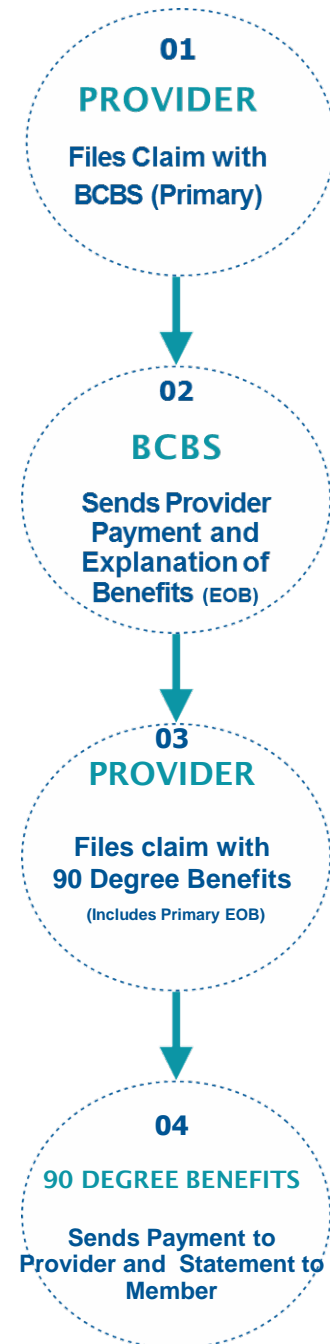 01
PROVIDER
Files Claim with
BCBS (Primary)
02
BCBS
Sends Provider
Payment and
Explanation of
Benefits (EOB)
03
PROVIDER
Files claim with
90 Degree Benefits
(Includes Primary EOB)
04
90 DEGREE BENEFITS
Sends Payment to
Provider and Statement to
Member